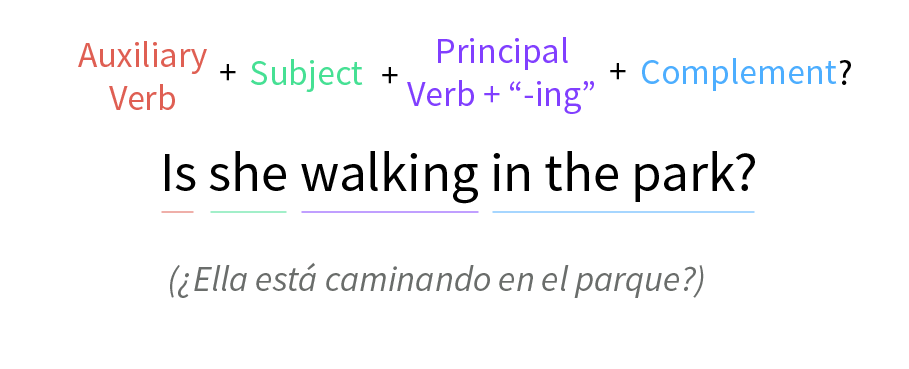 Auxiliary Verb + Subject + Principal Verb + “-ing” + Complement?
Is she walking in the park?
(¿Ella está caminando en el parque?)